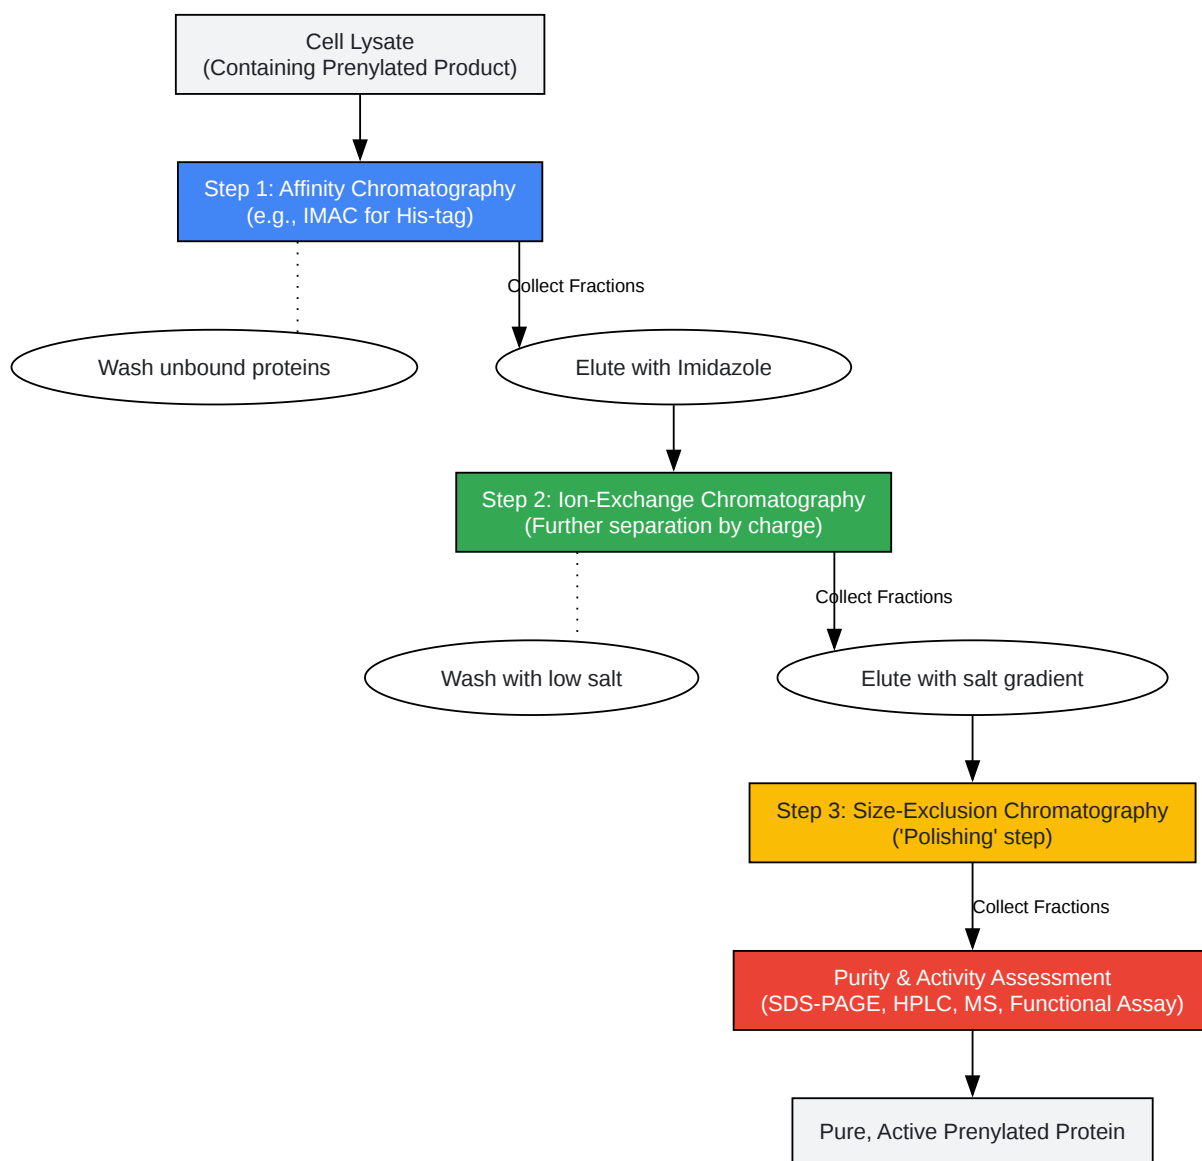 Cell Lysate
(Containing Prenylated Product)
Step 1: Affinity Chromatography
(e.g., IMAC for His-tag)
Collect Fractions
Wash unbound proteins
Elute with Imidazole
Step 2: Ion-Exchange Chromatography
(Further separation by charge)
Collect Fractions
Wash with low salt
Elute with salt gradient
Step 3: Size-Exclusion Chromatography
('Polishing' step)
Collect Fractions
Purity & Activity Assessment
(SDS-PAGE, HPLC, MS, Functional Assay)
Pure, Active Prenylated Protein